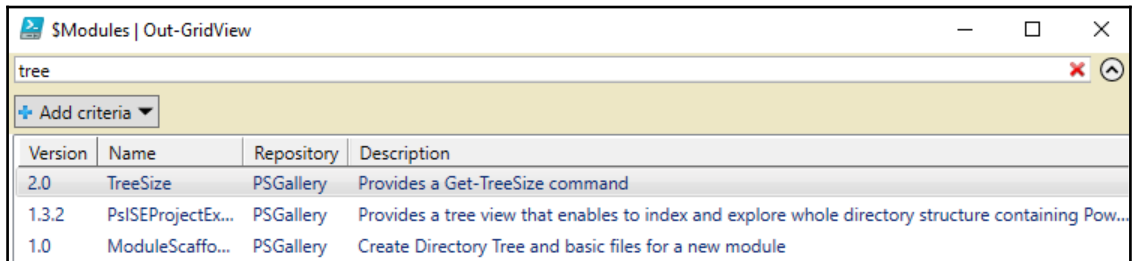 $Modules | Out-GridView
tree
Add criteria
Version Name Repository Description
2.0 TreeSize PSGallery Provides a Get-TreeSize command
1.3.2 PsISEProjectEx... PSGallery Provides a tree view that enables to index and explore whole directory structure containing Pow...
1.0 ModuleScaffo... PSGallery Create Directory Tree and basic files for a new module